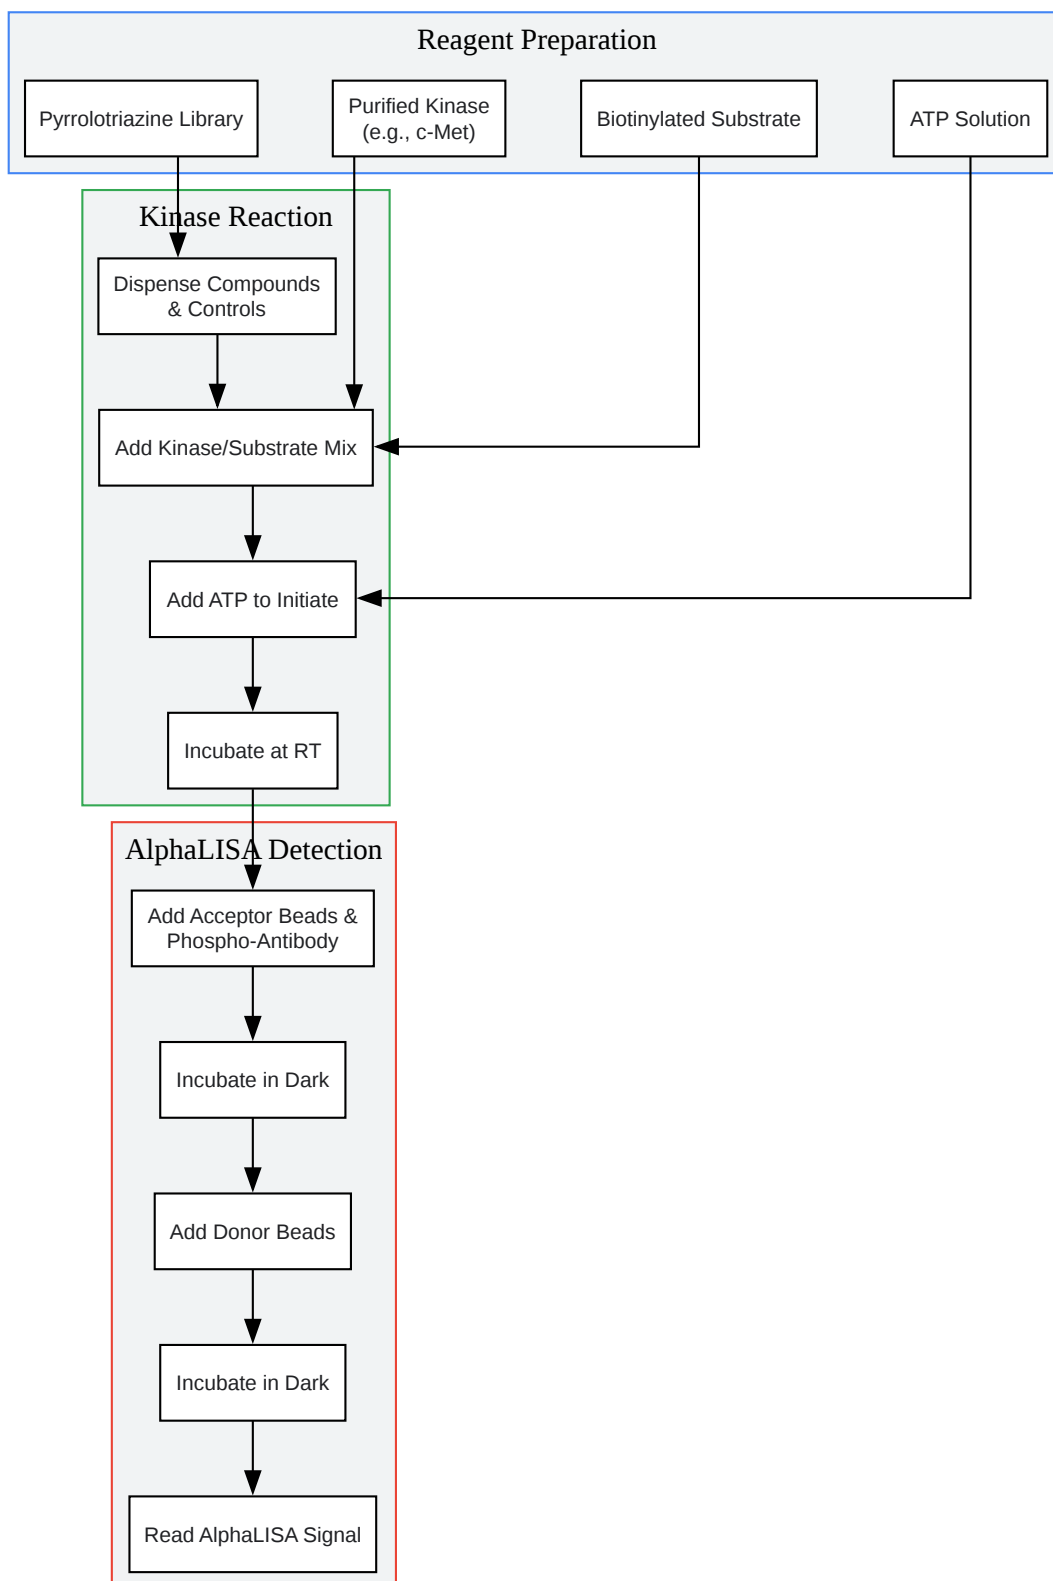 Reagent Preparation
Pyrrolotriazine Library
Purified Kinase
(e.g., c-Met)
Biotinylated Substrate
ATP Solution
Kinase Reaction
Dispense Compounds
& Controls
Add Kinase/Substrate Mix
Add ATP to Initiate
Incubate at RT
AlphaLISA Detection
Add Acceptor Beads &
Phospho-Antibody
Incubate in Dark
Add Donor Beads
Incubate in Dark
Read AlphaLISA Signal